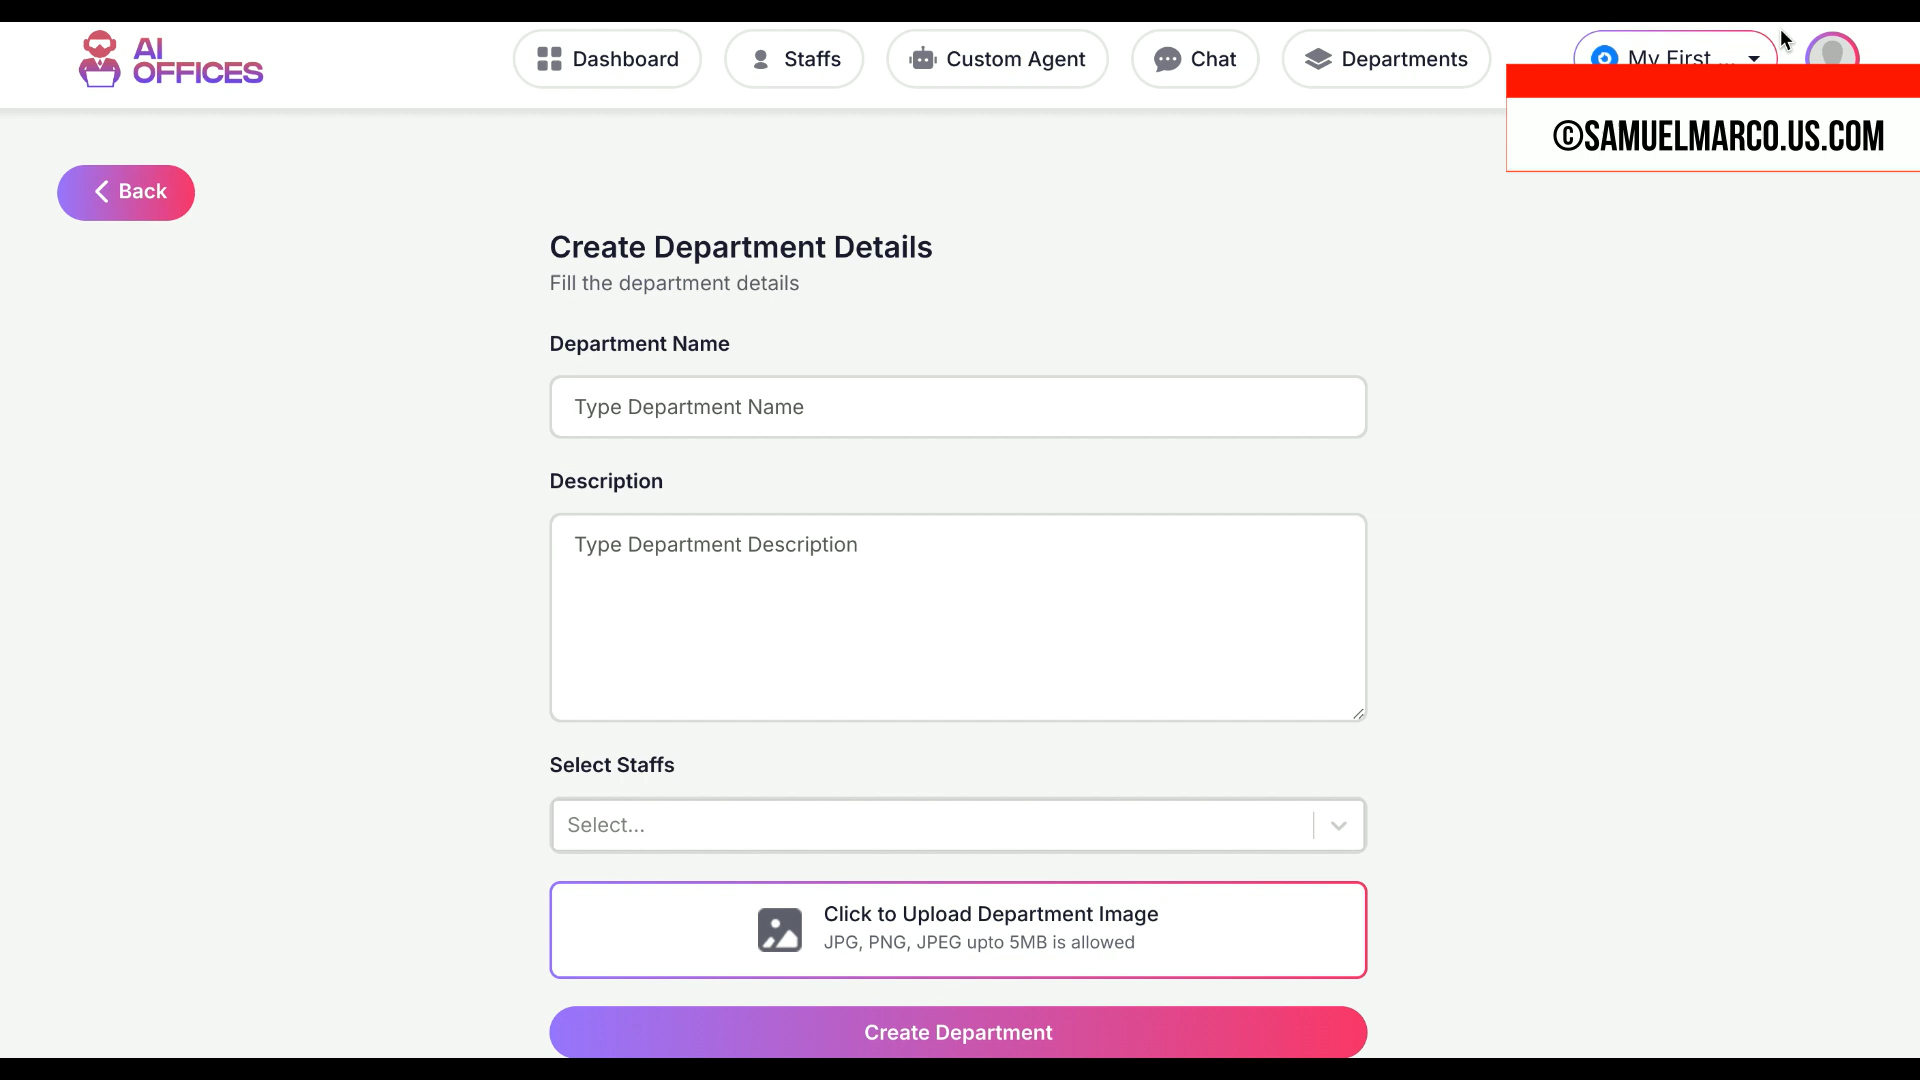 AI
OFFICES
Dashboard
Staffs
Custom Agent
Chat
Departments
My First ...
©SAMUELMARCO.US.COM
Back
Create Department Details
Fill the department details
Department Name
Type Department Name
Description
Type Department Description
Select Staffs
Select...
Click to Upload Department Image
JPG, PNG, JPEG upto 5MB is allowed
Create Department